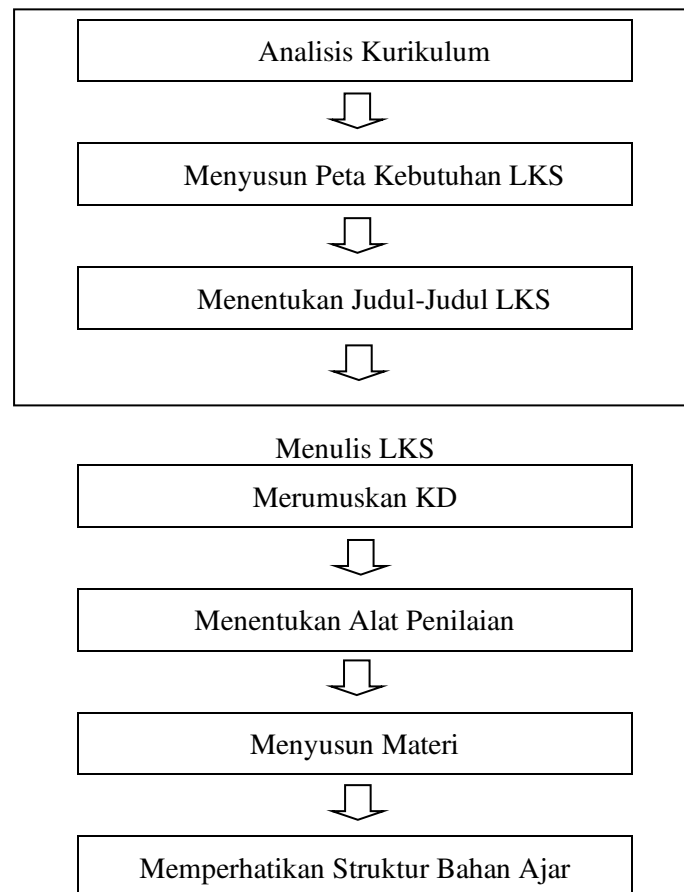 Analisis Kurikulum
Menyusun Peta Kebutuhan LKS
Menentukan Judul-Judul LKS
Menulis LKS
Merumuskan KD
Menentukan Alat Penilaian
Menyusun Materi
Memperhatikan Struktur Bahan Ajar